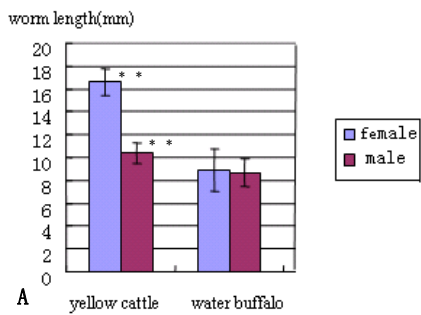 worm length(mm)
20
18
16
14
12
10
8
6
4
2
0
* *
* *
female
male
A
yellow cattle
water buffalo